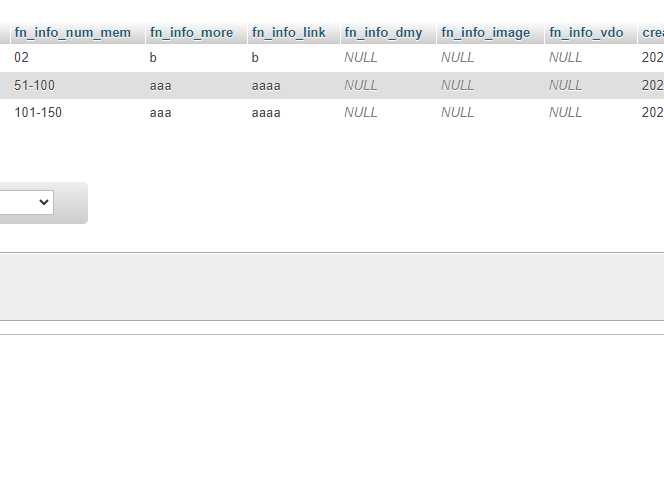 fn_info_num_mem fn_info_more fn_info_link fn_info_dmy fn_info_image fn_info_vdo crea
02 b b NULL NULL NULL 202
51-100 aaa aaaa NULL NULL NULL 202
101-150 aaa aaaa NULL NULL NULL 202